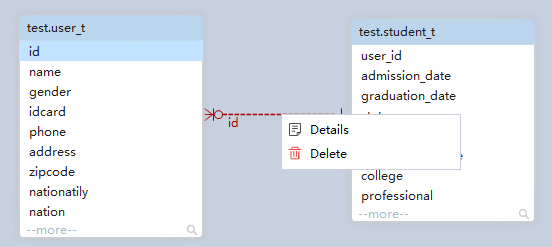 test.user_t
id
name
gender
idcard
phone
address
zipcode
nationatily
nation
--more--
id
Details
Delete
test.student_t
user_id
admission_date
graduation_date
college
professional
--more--